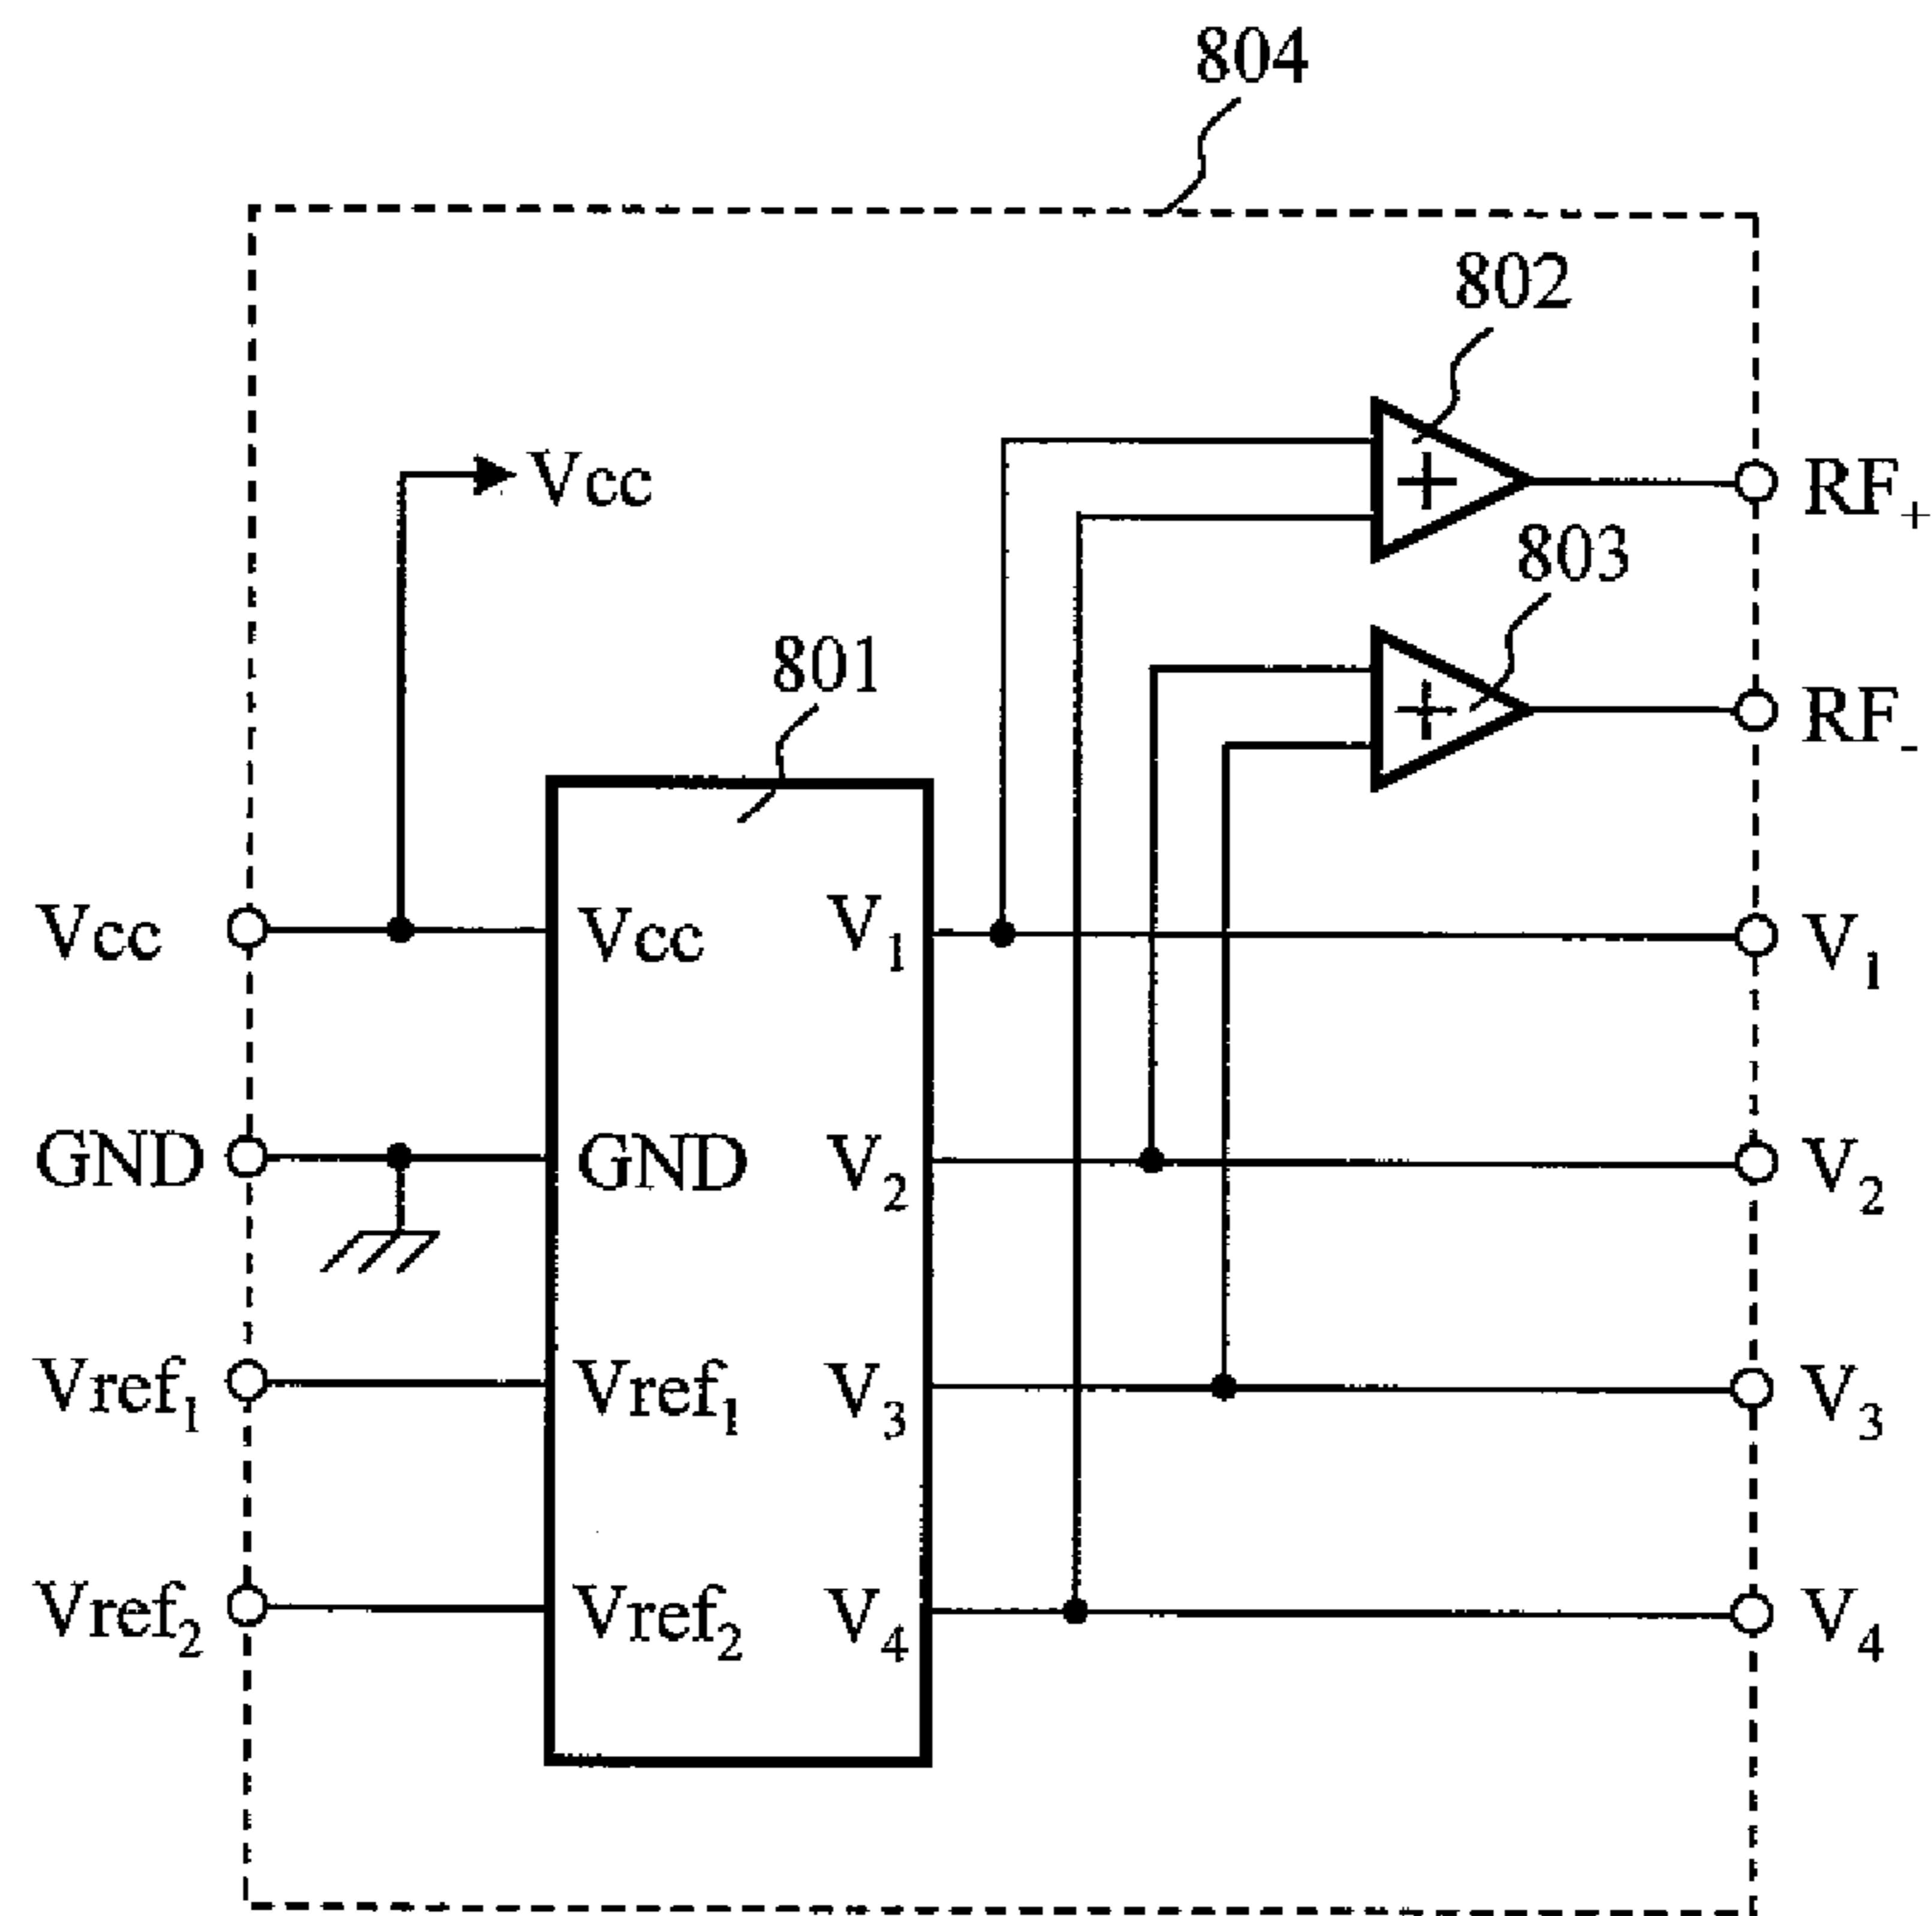 804
802
Vcc
RF+
803
RF-
801
Vcc
Vcc
V1
V1
GND
GND
V2
V2
Vref1
Vref1
V3
V3
Vref2
Vref2
V4
V4